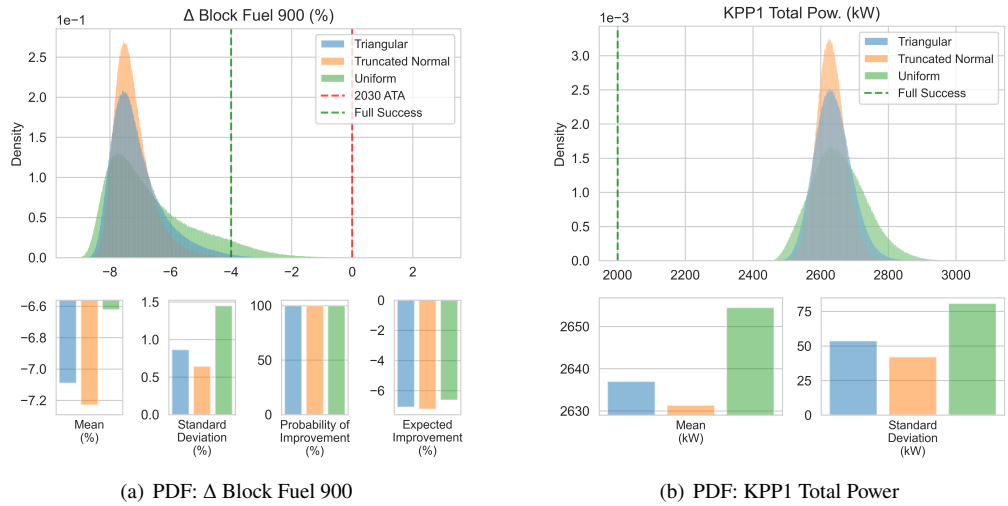 Δ Block Fuel 900 (%)
1e−1
2.5
2.0
1.5
1.0
0.5
0.0
Density
Triangular
Truncated Normal
Uniform
2030 ATA
Full Success
−8
−6
−4
−2
0
2
−6.6
−6.8
−7.0
−7.2
Mean
(%)
1.5
1.0
0.5
0.0
Standard
Deviation
(%)
100
50
0
Probability of
Improvement
(%)
0
−2
−4
−6
Expected
Improvement
(%)
(a) PDF: Δ Block Fuel 900
KPP1 Total Pow. (kW)
1e−3
3.0
2.5
2.0
1.5
1.0
0.5
0.0
Density
Triangular
Truncated Normal
Uniform
Full Success
2000
2200
2400
2600
2800
3000
2650
2640
2630
Mean
(kW)
75
50
25
0
Standard
Deviation
(kW)
(b) PDF: KPP1 Total Power